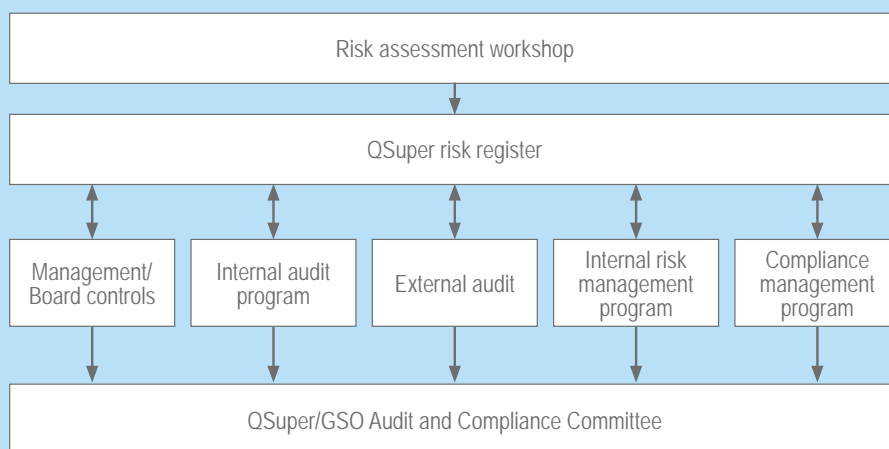 Risk assessment workshop
QSuper risk register
Management/
Board controls
Internal audit
program
External audit
Internal risk
management
program
Compliance
management
program
QSuper/GSO Audit and Compliance Committee